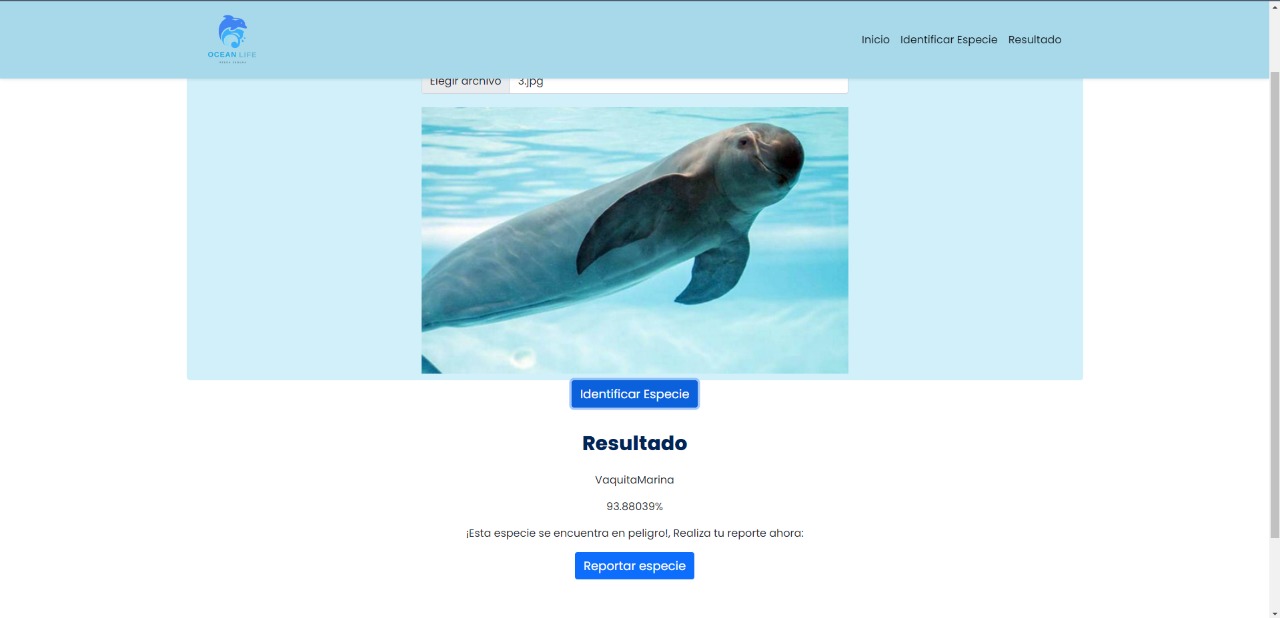 OCEAN LIFE
Inicio Identificar Especie Resultado
Elegir archivo 3.jpg
Identificar Especie
Resultado
VaquitaMarina
93.88039%
¡Esta especie se encuentra en peligro!, Realiza tu reporte ahora:
Reportar especie